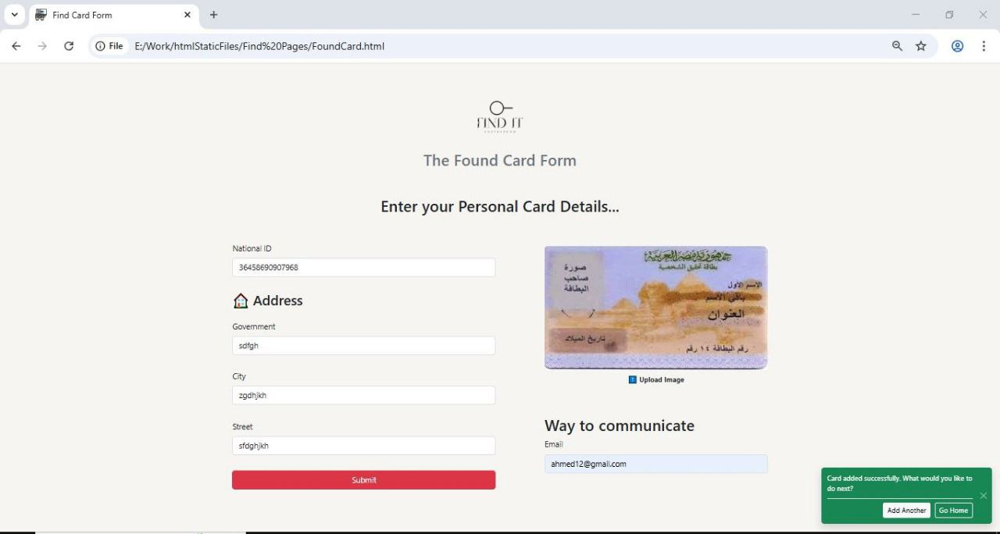 Find Card Form
File
E:/Work/htmlStaticFiles/Find%20Pages/FoundCard.html
FIND IT
The Found Card Form
Enter your Personal Card Details...
National ID
36458690907968
Address
Government
sdfgh
City
zgdhjkh
Street
sfdghjkh
Submit
جمهورية مصر العربية
بطاقة تحقيق الشخصية
صورة
صاحب
البطاقة
الاسم الأول
باقي الاسم
العنوان
تاريخ الميلاد
رقم البطاقة ١٤ رقم
Upload Image
Way to communicate
Email
ahmed12@gmail.com
Card added successfully. What would you like to
do next?
Add Another
Go Home